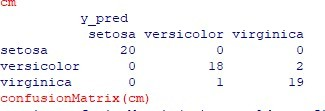 cm
y_pred
setosa versicolor virginica
setosa 20 0 0
versicolor 0 18 2
virginica 0 1 19
confusionMatrix(cm)